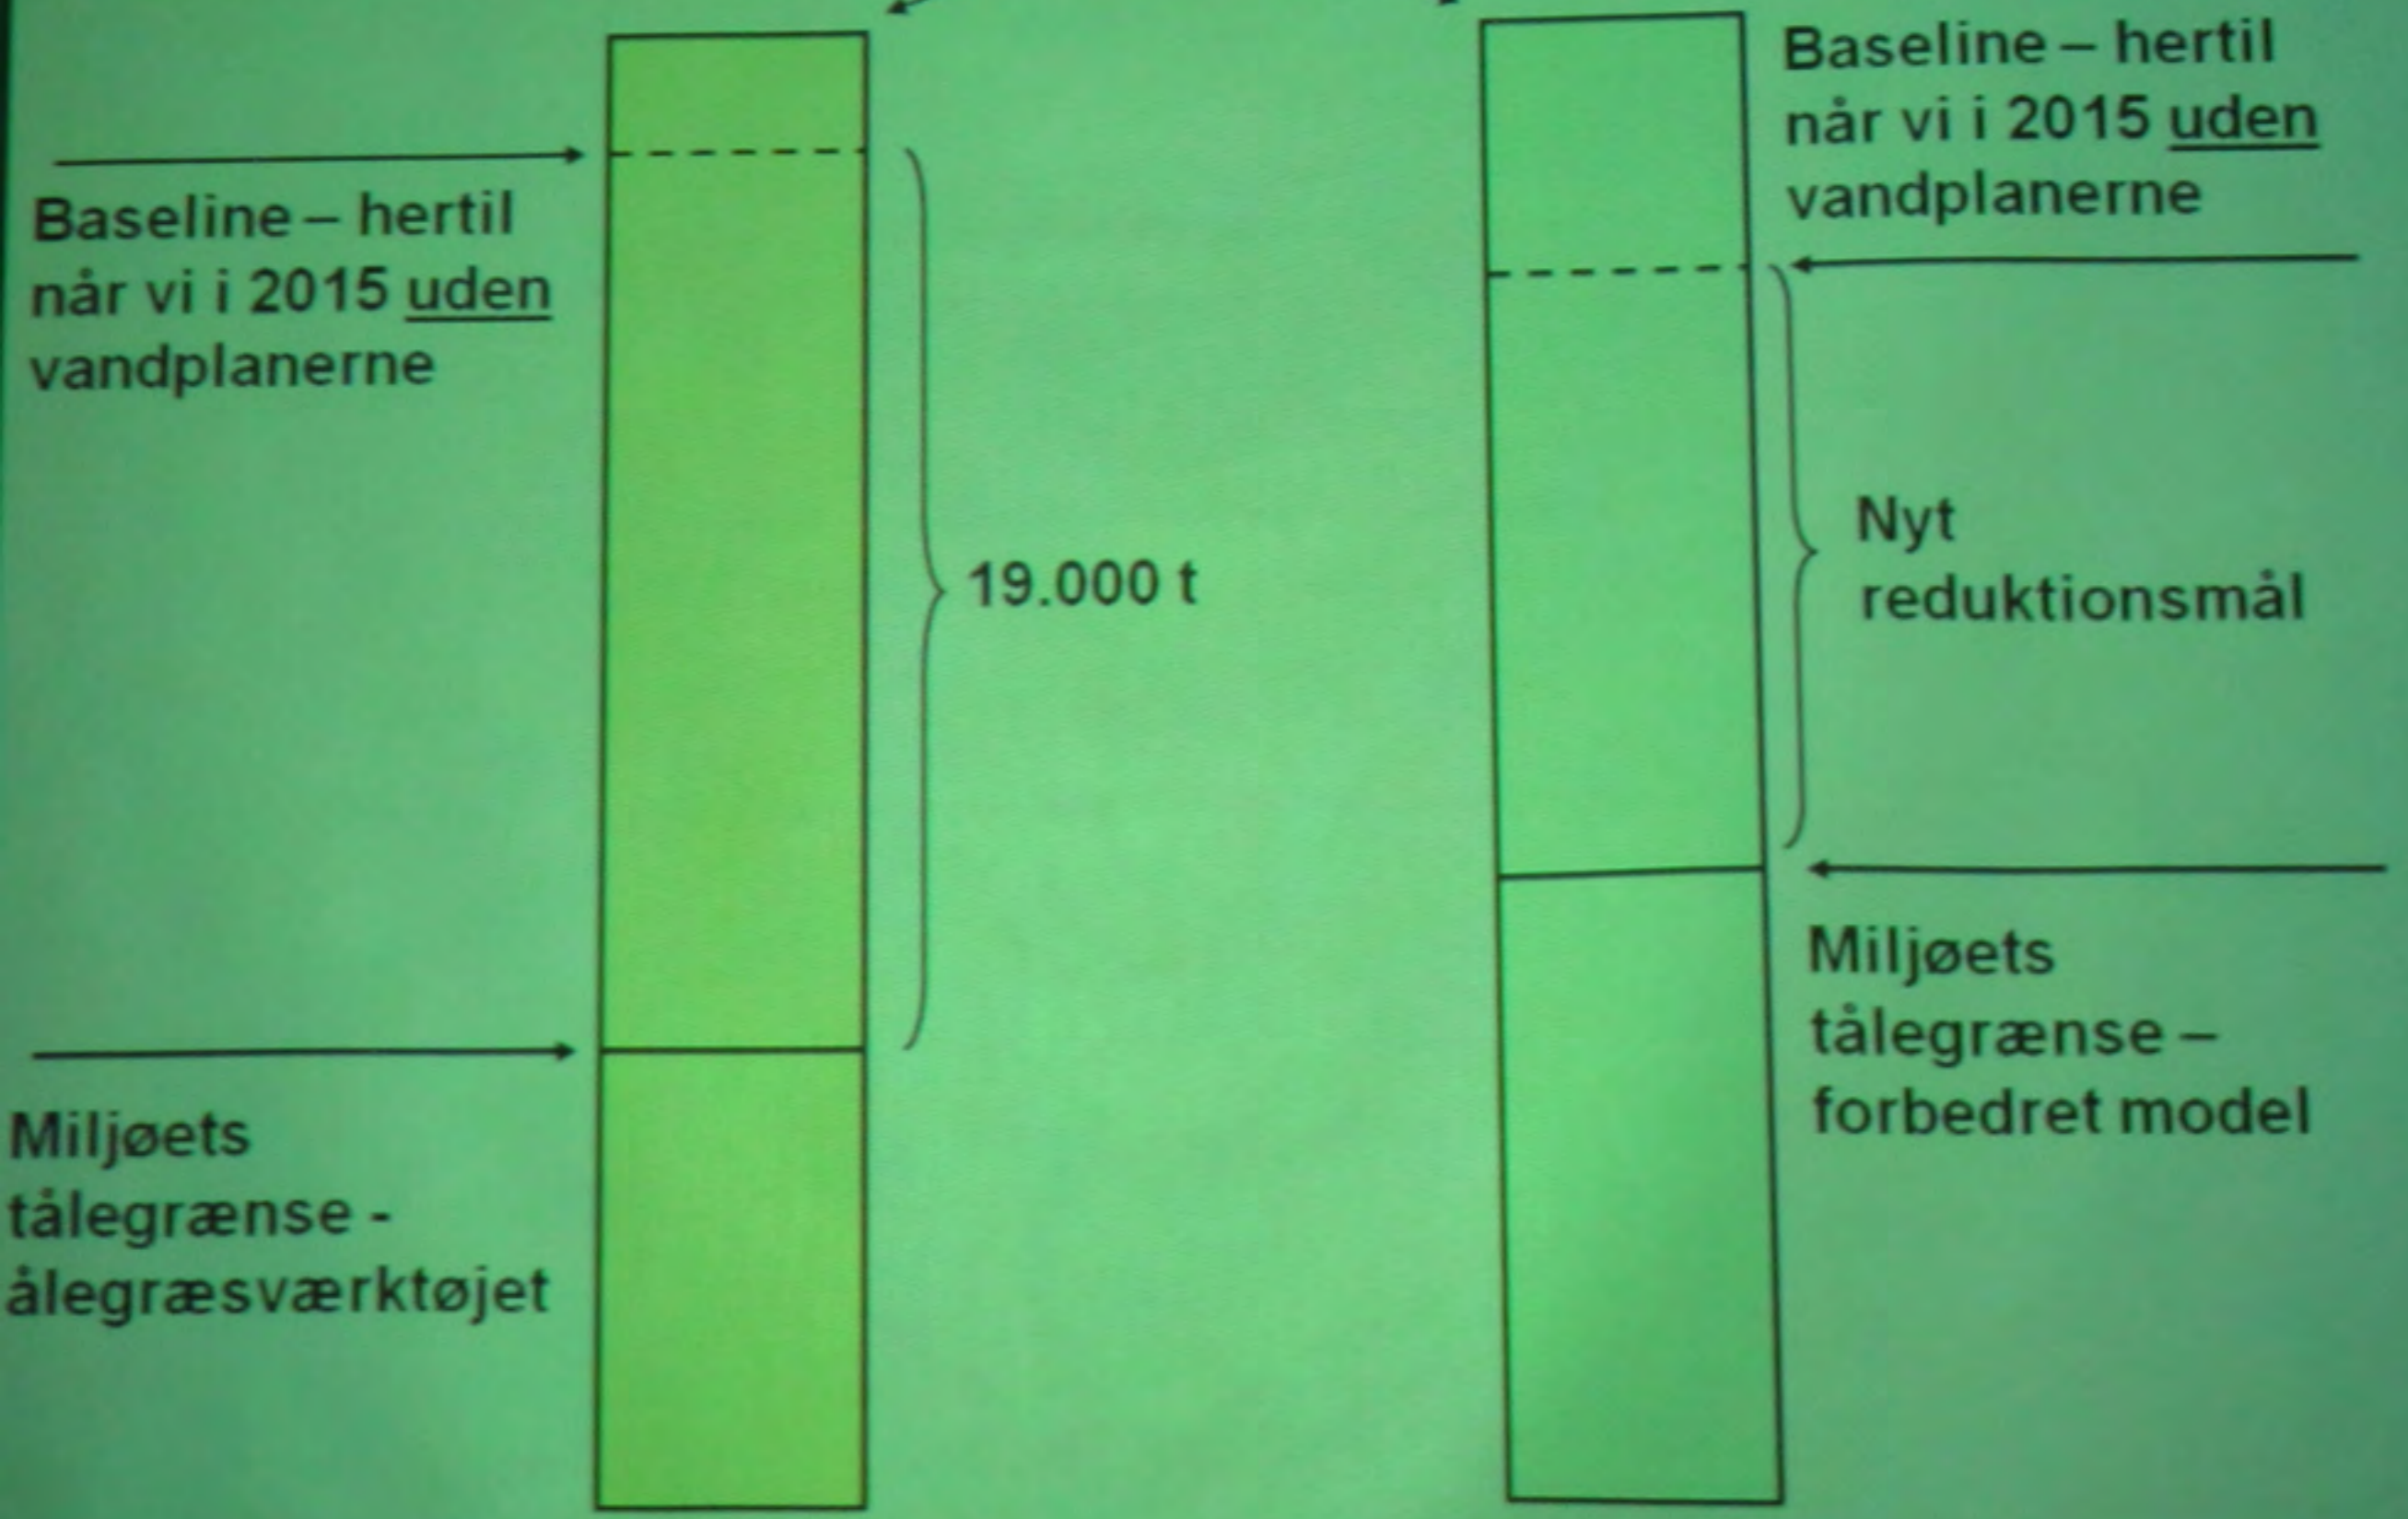 Baseline – hertil
når vi i 2015 uden
vandplanerne
19.000 t
Miljøets
tålegrænse -
ålegræsværktøjet
Baseline – hertil
når vi i 2015 uden
vandplanerne
Nyt
reduktionsmål
Miljøets
tålegrænse –
forbedret model